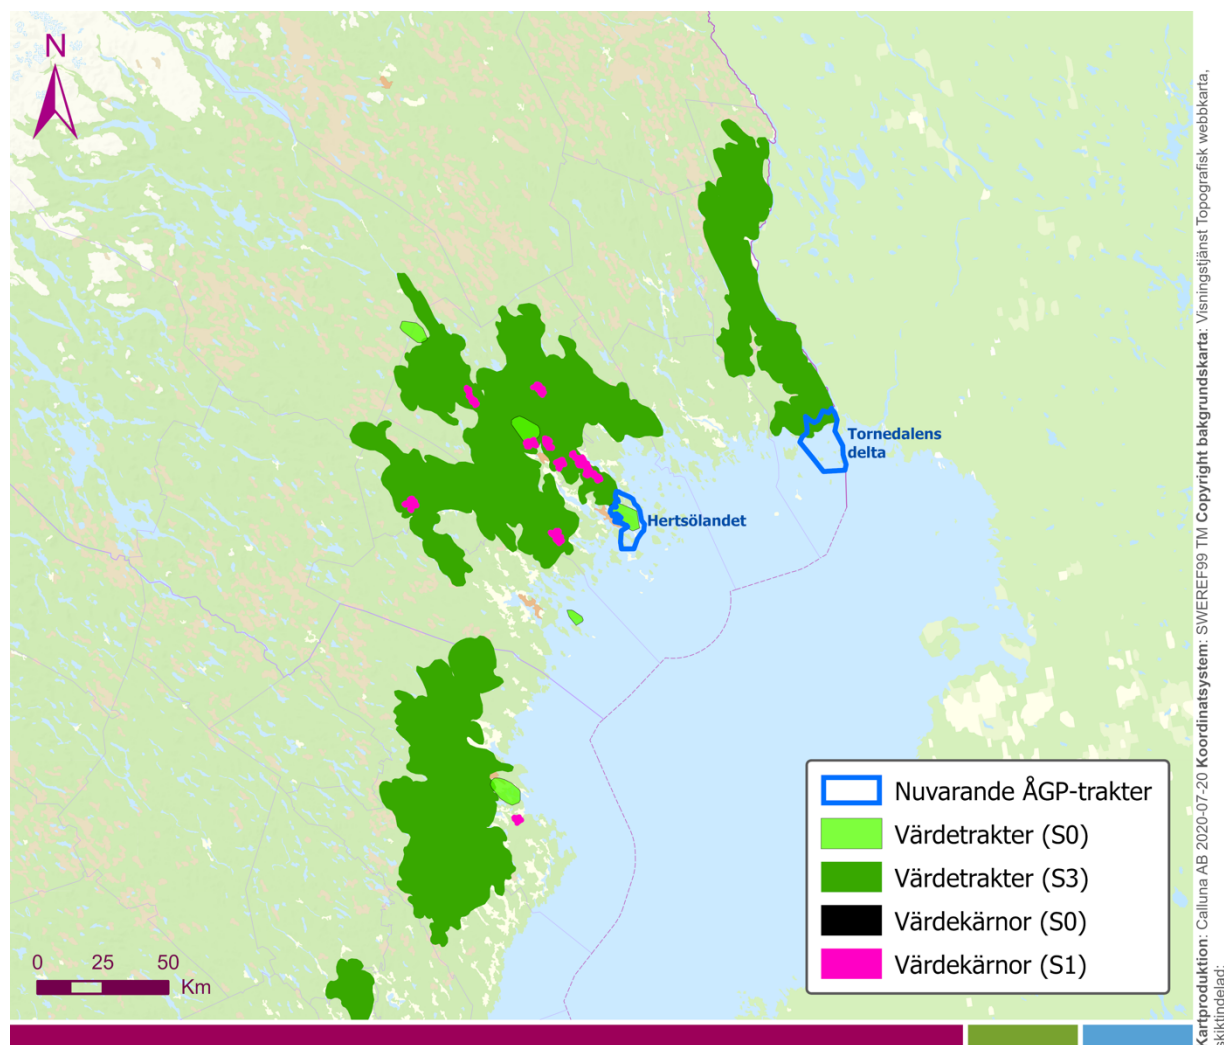 N
Tornedalens
delta
Hertsölandet
Nuvarande ÅGP-trakter
Värdetrakter (S0)
Värdetrakter (S3)
Värdekärnor (S0)
Värdekärnor (S1)
0 25 50
Km
Kartproduktion: Calluna AB 2020-07-20 Koordinatsystem: SWEREF99 TM Copyright bakgrundskarta: Visningstjänst Topografisk webbkarta,
skiktindelad: